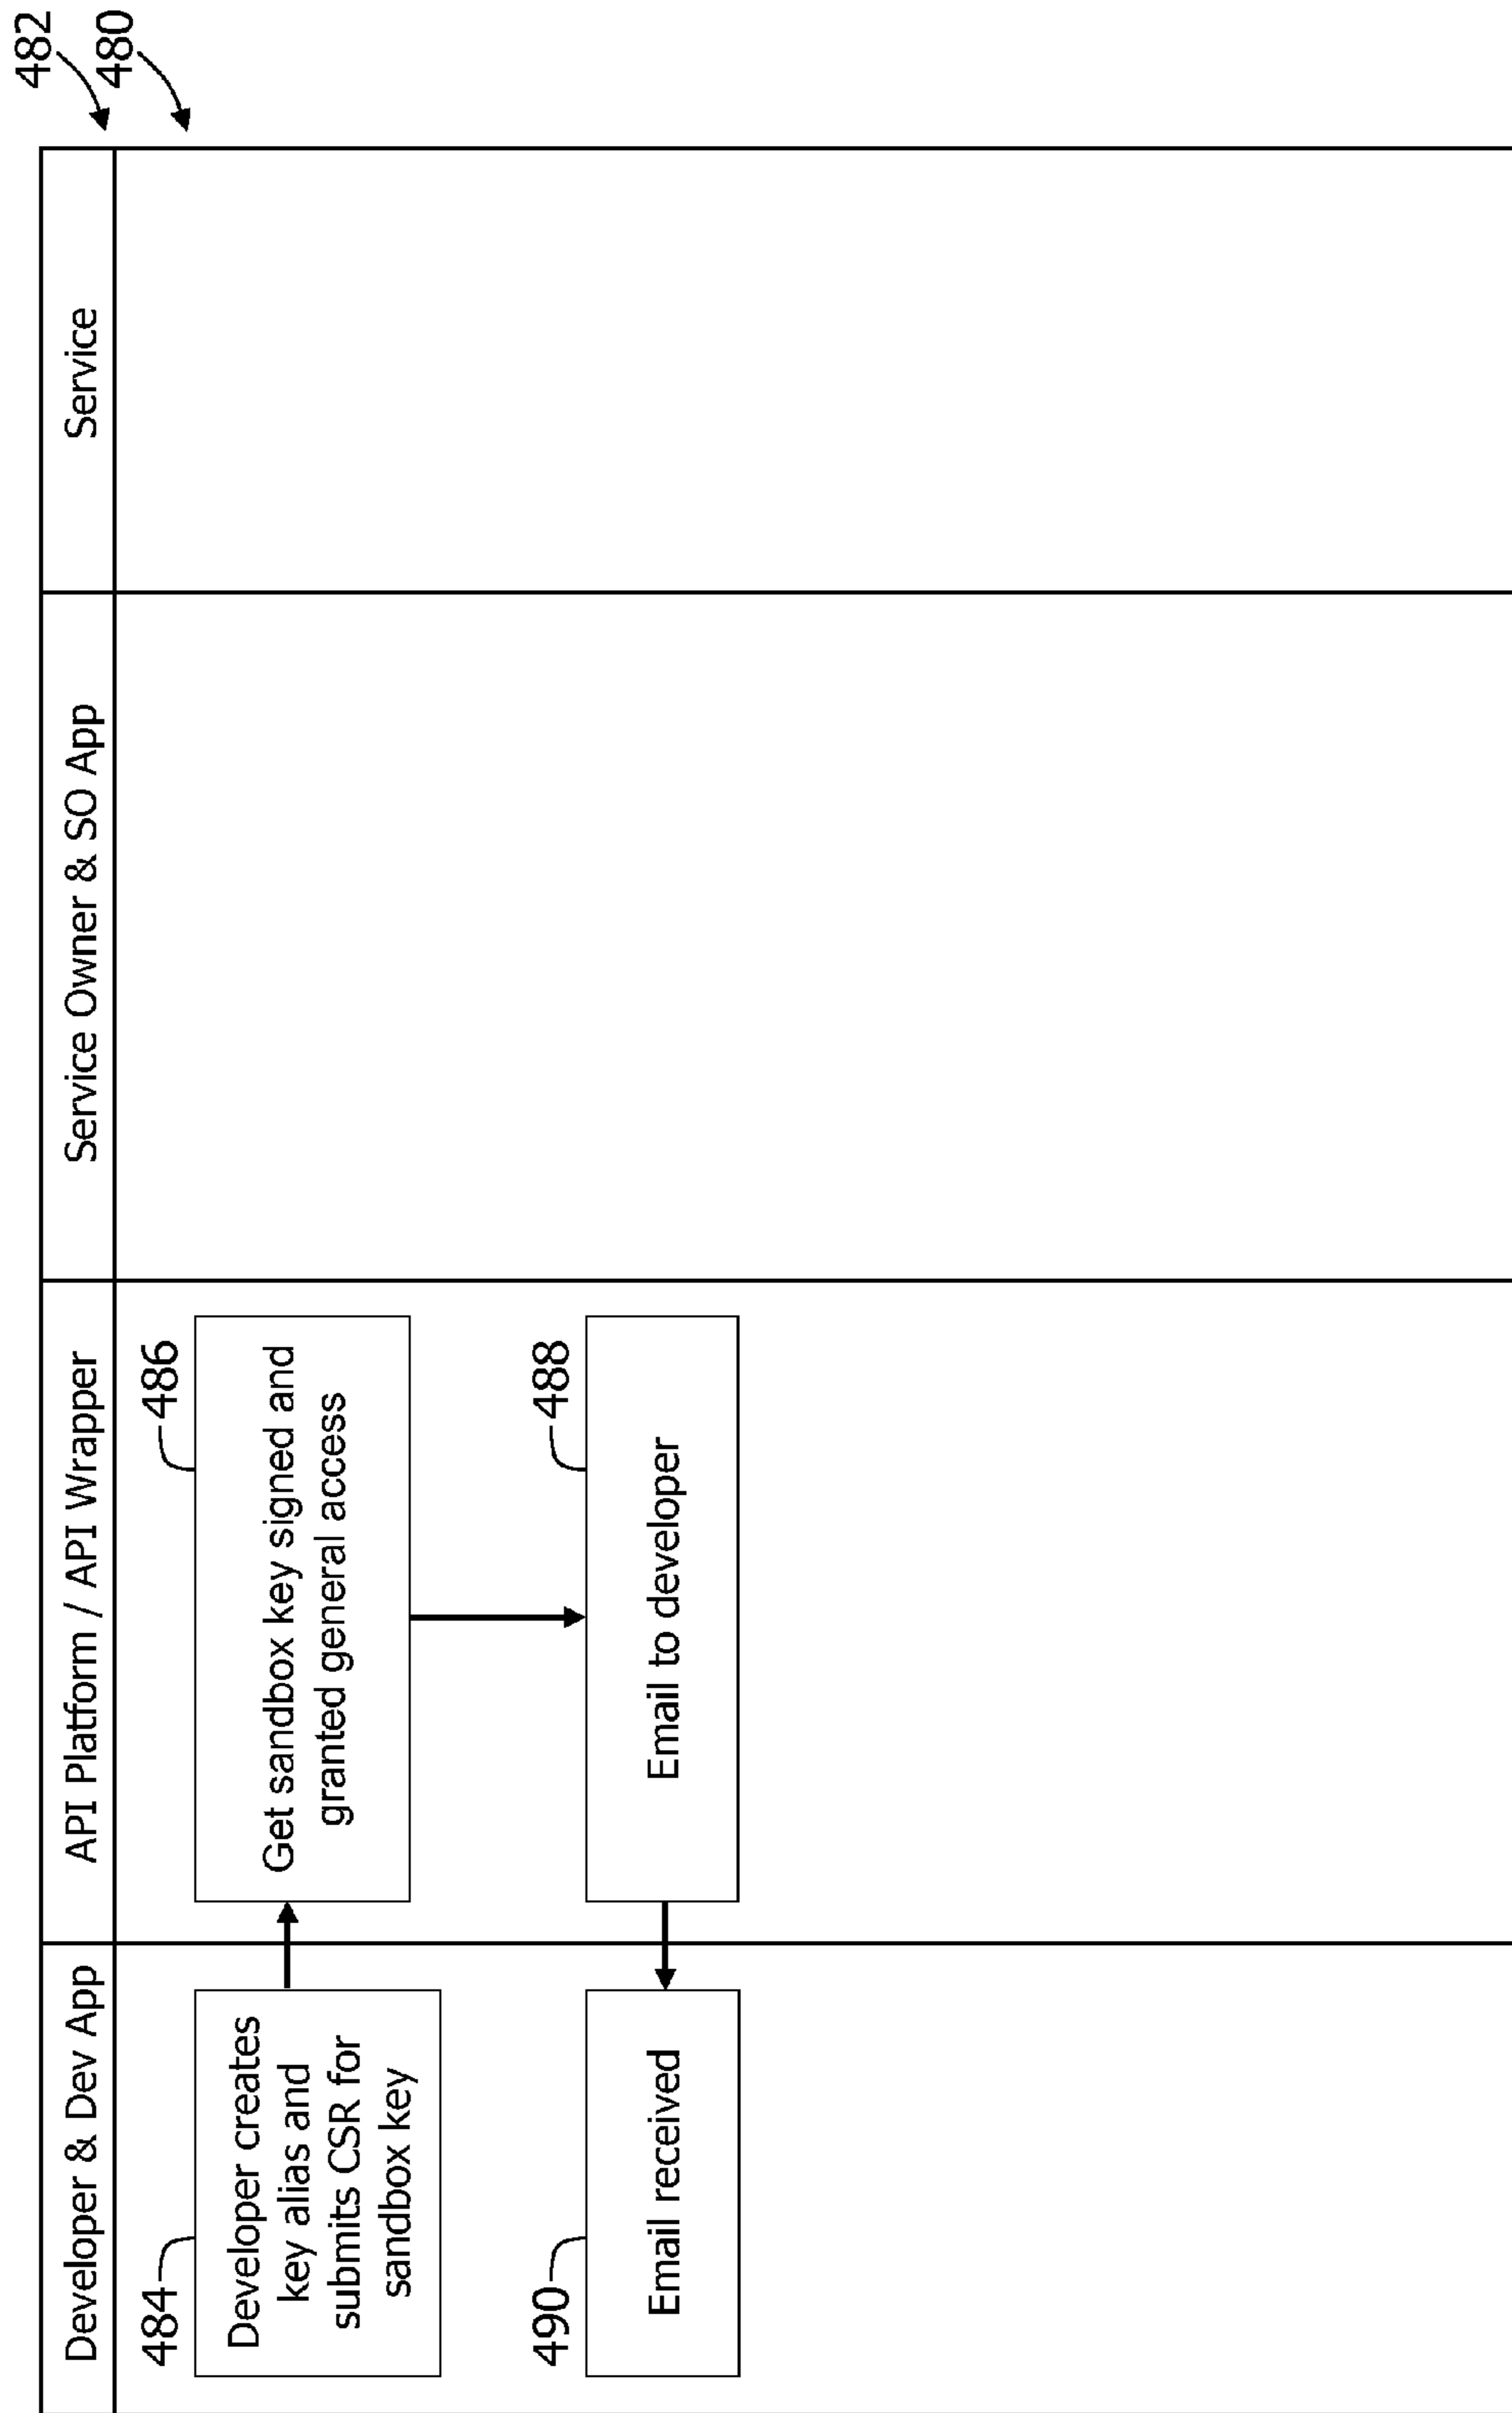 482
480
Developer & Dev App
API Platform / API Wrapper
Service Owner & SO App
Service
484
Developer creates
key alias and
submits CSR for
sandbox key
486
Get sandbox key signed and
granted general access
490
Email received
488
Email to developer